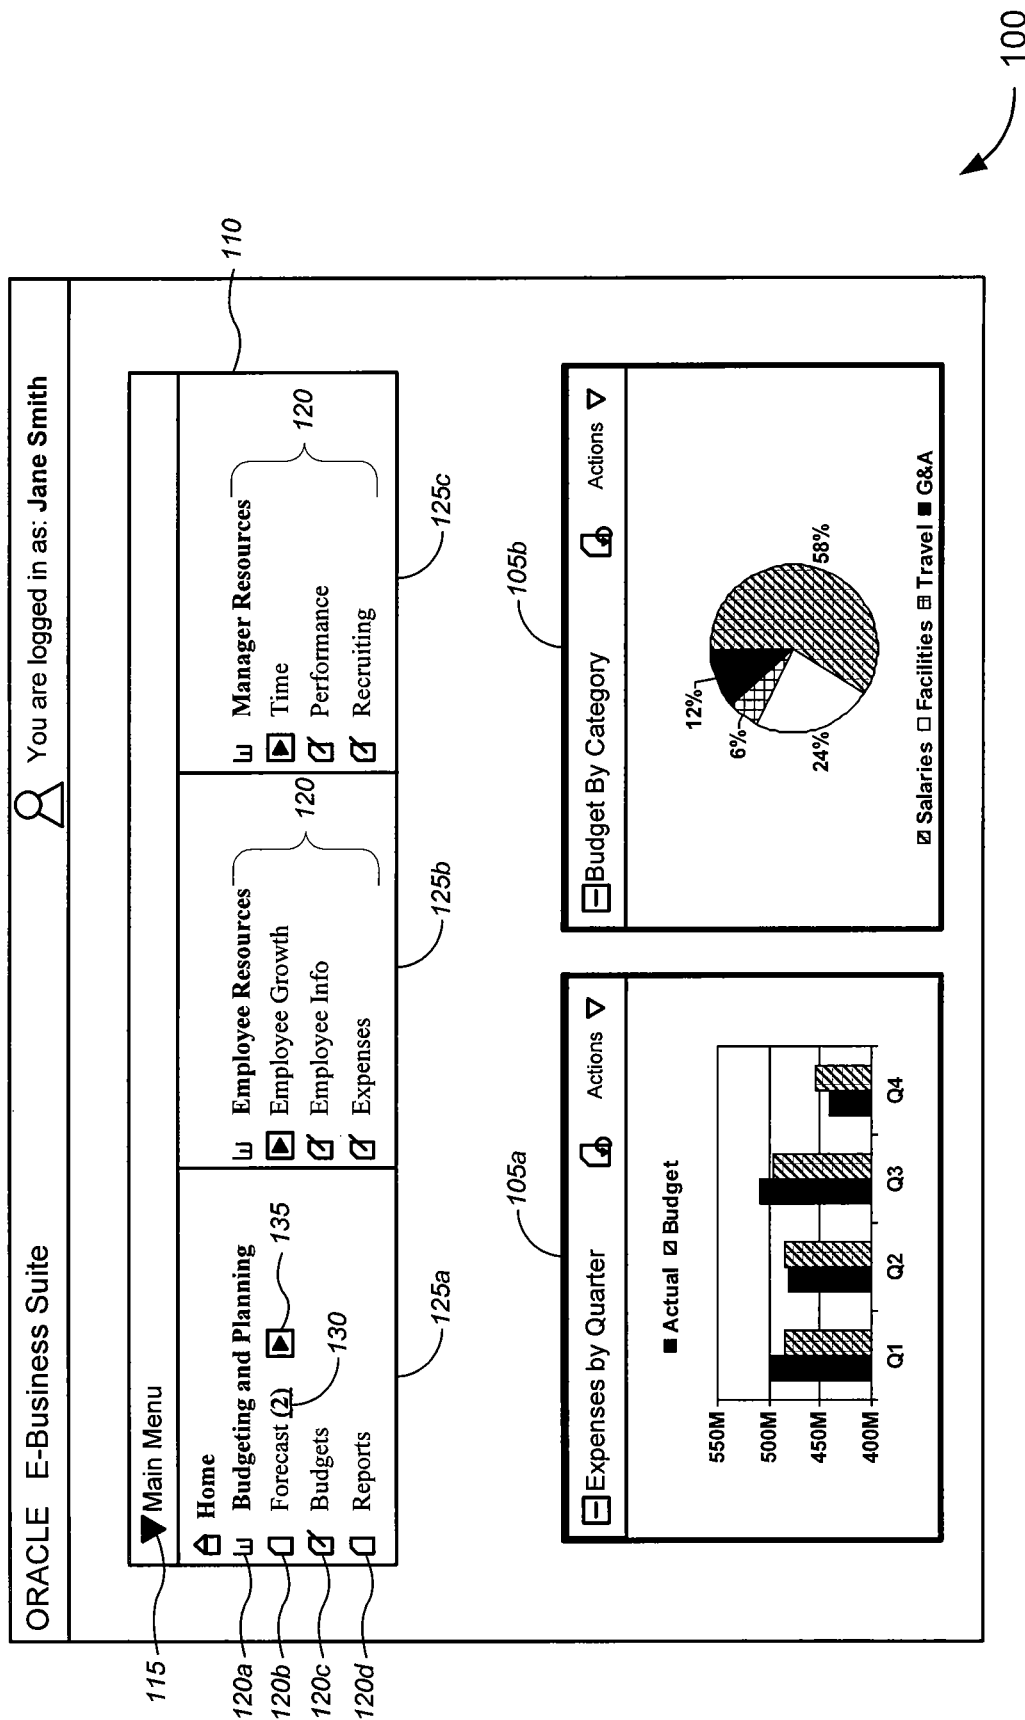 100
ORACLE E-Business Suite
You are logged in as: Jane Smith
110
115
Main Menu
Home
120a
Budgeting and Planning
120b
Forecast (2)
135
130
120c
Budgets
120d
Reports
125a
Employee Resources
Employee Growth
Employee Info
Expenses
120
125b
Manager Resources
Time
Performance
Recruiting
120
125c
105a
Expenses by Quarter
Actions
Actual Budget
550M
500M
450M
400M
Q1 Q2 Q3 Q4
105b
Budget By Category
Actions
12%
6%
24%
58%
Salaries Facilities Travel G&A